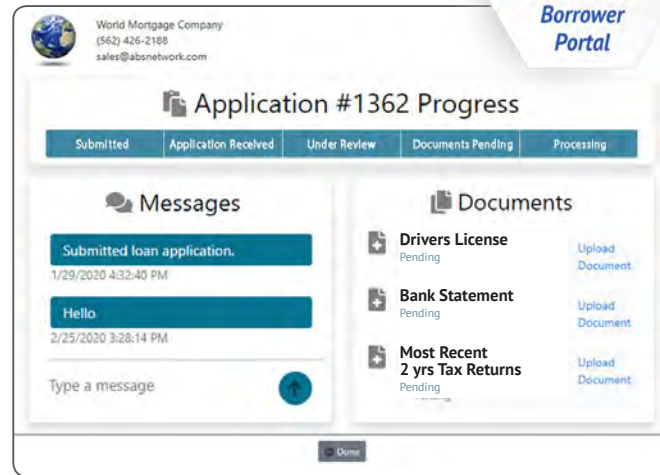 World Mortgage Company
(562) 426-2188
sales@absnetwork.com
Borrower
Portal
Application #1362 Progress
Submitted
Application Received
Under Review
Documents Pending
Processing
Messages
Submitted loan application.
1/29/2020 4:32:40 PM
Hello
2/25/2020 3:28:14 PM
Type a message
Documents
Drivers License
Pending
Upload
Document
Bank Statement
Pending
Upload
Document
Most Recent
2 yrs Tax Returns
Pending
Upload
Document
Done